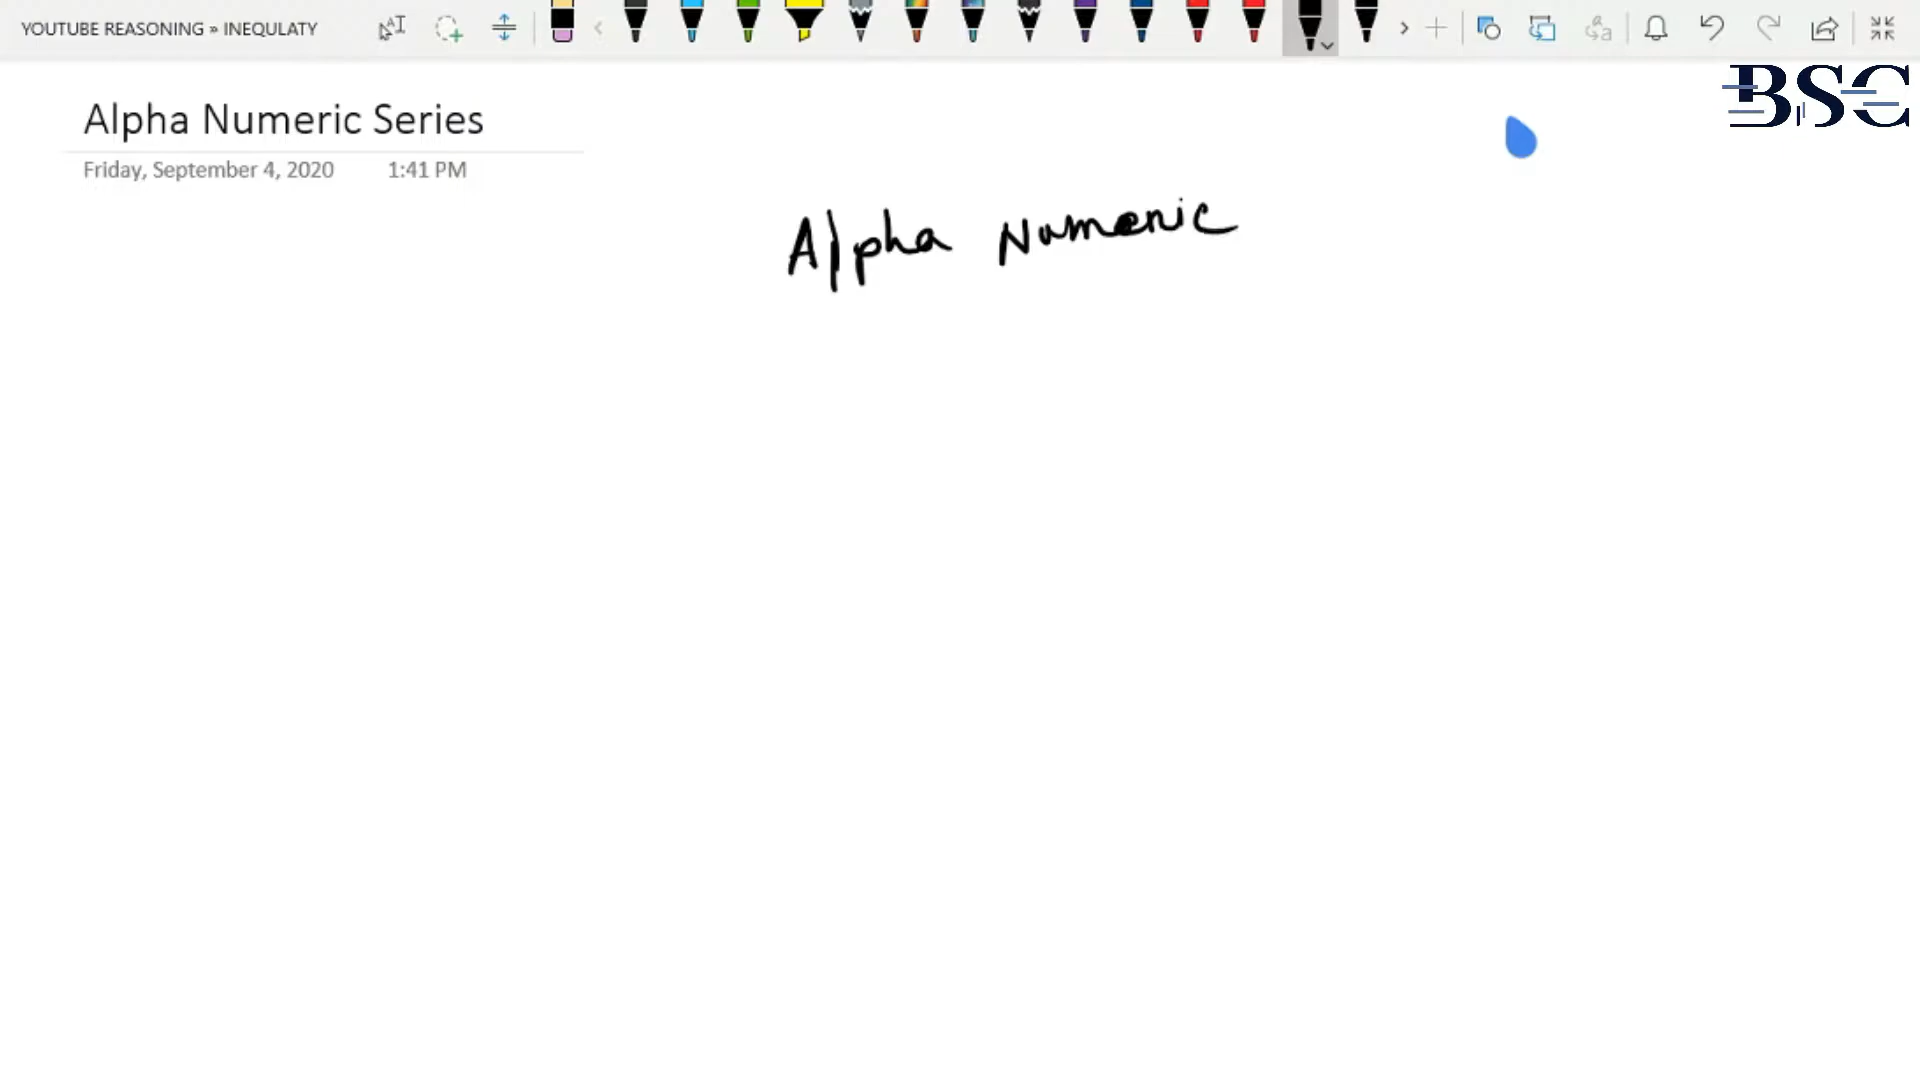 YOUTUBE REASONING » INEQULATY
BSC
Alpha Numeric Series
Friday, September 4, 2020 1:41 PM
Alpha Numeric